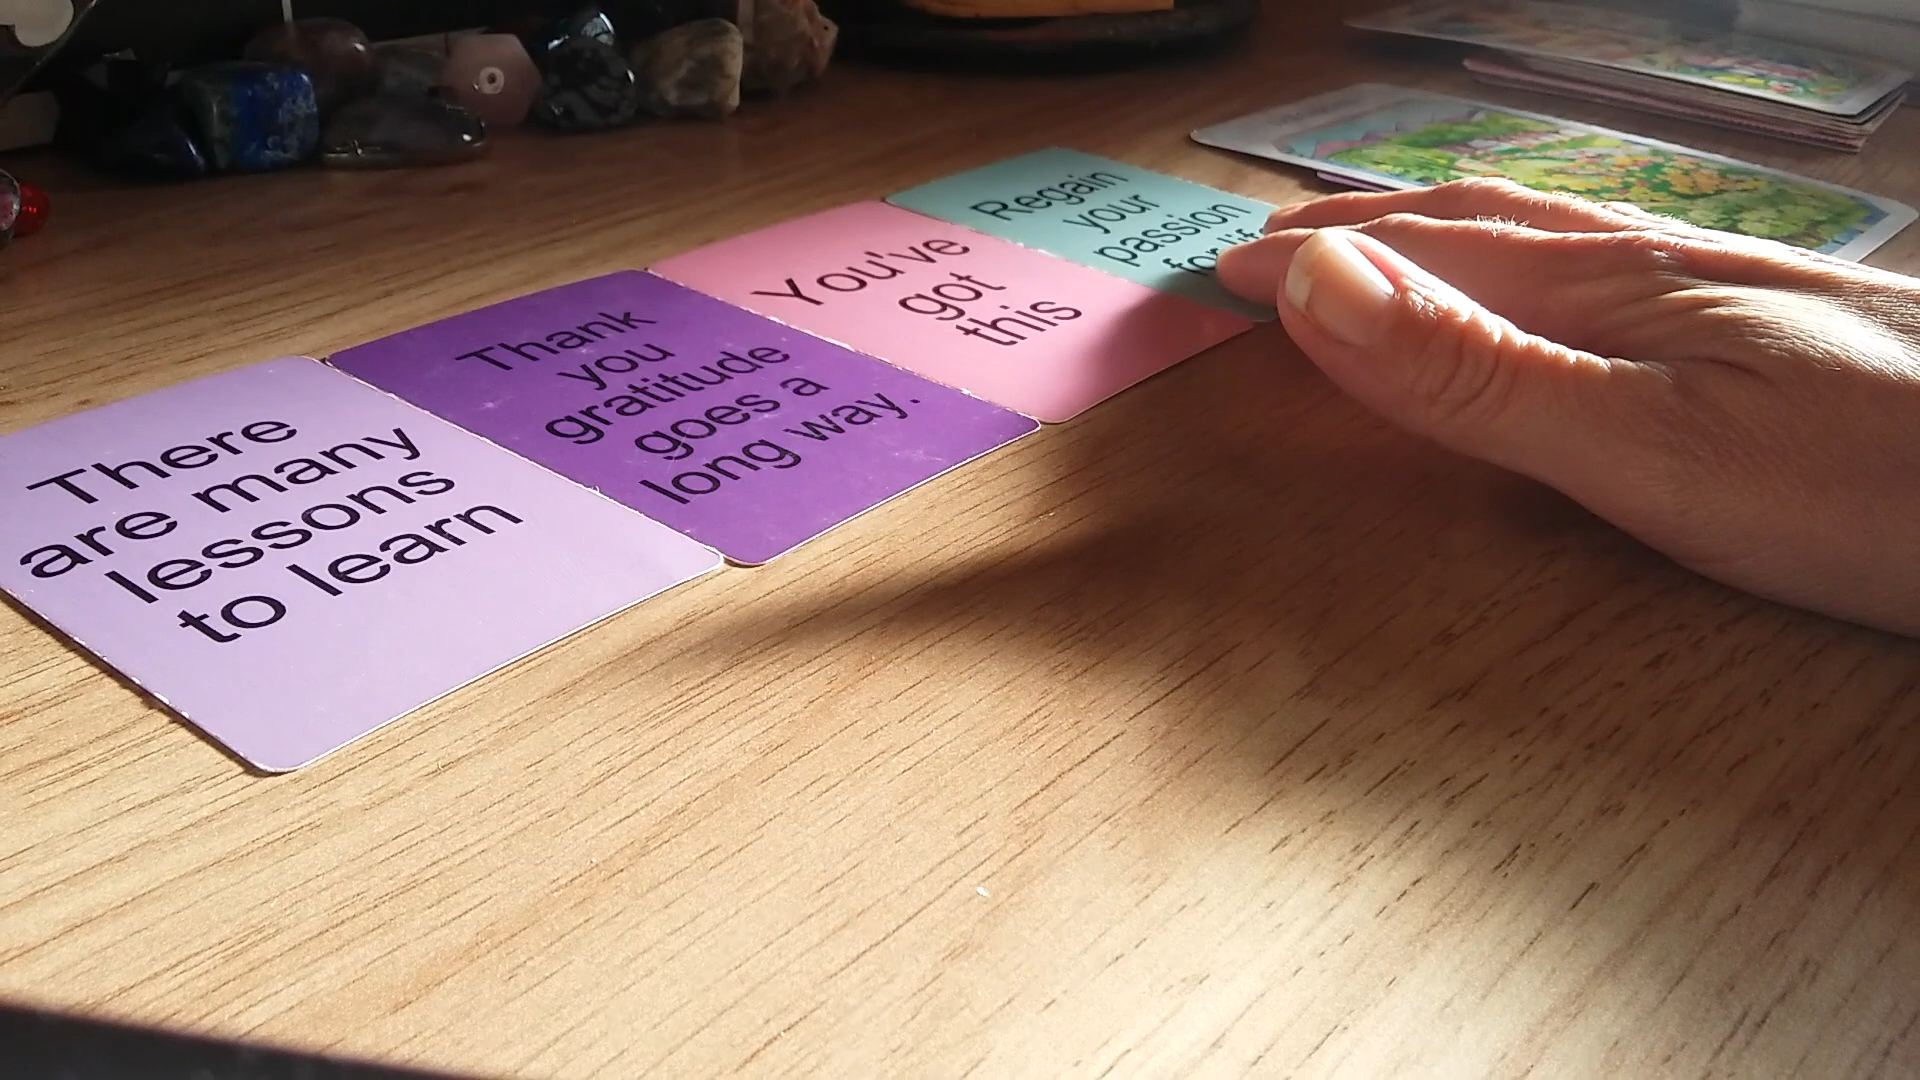 There
are many
lessons
to learn
Thank
you
gratitude
goes a
long way.
You've
got
this
Regain
your
passion
for